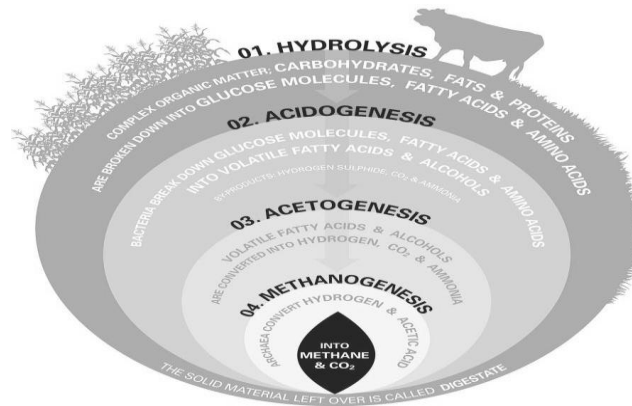 01. HYDROLYSIS
COMPLEX ORGANIC MATTER; CARBOHYDRATES, FATS & PROTEINS
ARE BROKEN DOWN INTO GLUCOSE MOLECULES, FATTY ACIDS & AMINO ACIDS
02. ACIDOGENESIS
BACTERIA BREAK DOWN GLUCOSE MOLECULES, FATTY ACIDS & AMINO ACIDS
INTO VOLATILE FATTY ACIDS & ALCOHOLS
BYPRODUCTS: HYDROGEN SULPHIDE, CO₂ & AMMONIA
03. ACETOGENESIS
VOLATILE FATTY ACIDS & ALCOHOLS
ARE CONVERTED INTO HYDROGEN, CO₂ & AMMONIA
04. METHANOGENESIS
ARCHAEA CONVERT HYDROGEN & ACETIC ACID
INTO
METHANE
& CO₂
THE SOLID MATERIAL LEFT OVER IS CALLED DIGESTATE